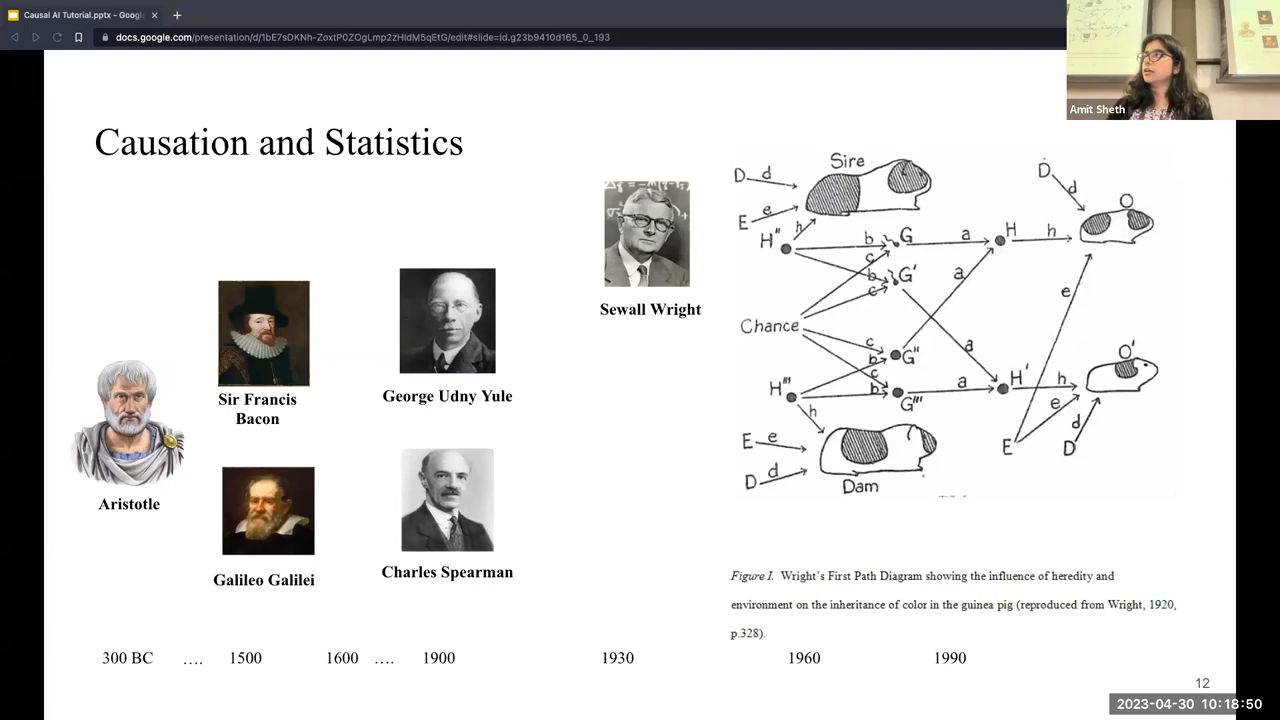 Causal AI Tutorial.pptx - Googl
docs.google.com/presentation/d/1bE7sDKNh-ZoxtP0ZOgLmp2zHldM5qEtG/edit#slide=id.g23b9410d165_0_193
Amit Sheth
Causation and Statistics
Sewall Wright
Sir Francis
Bacon
George Udny Yule
Aristotle
Galileo Galilei
Charles Spearman
D d
Sire
D
d
O
E e
H" h
b G a H h
c
b G'
c
a
e
Chance
c
b G"
c
a
O'
H''' b G''' a H' h
h
e
d
E e
E D
D d
Dam
Figure I. Wright's First Path Diagram showing the influence of heredity and
environment on the inheritance of color in the guinea pig (reproduced from Wright, 1920,
p.328).
300 BC .... 1500 1600 .... 1900 1930 1960 1990
12
2023-04-30 10:18:50